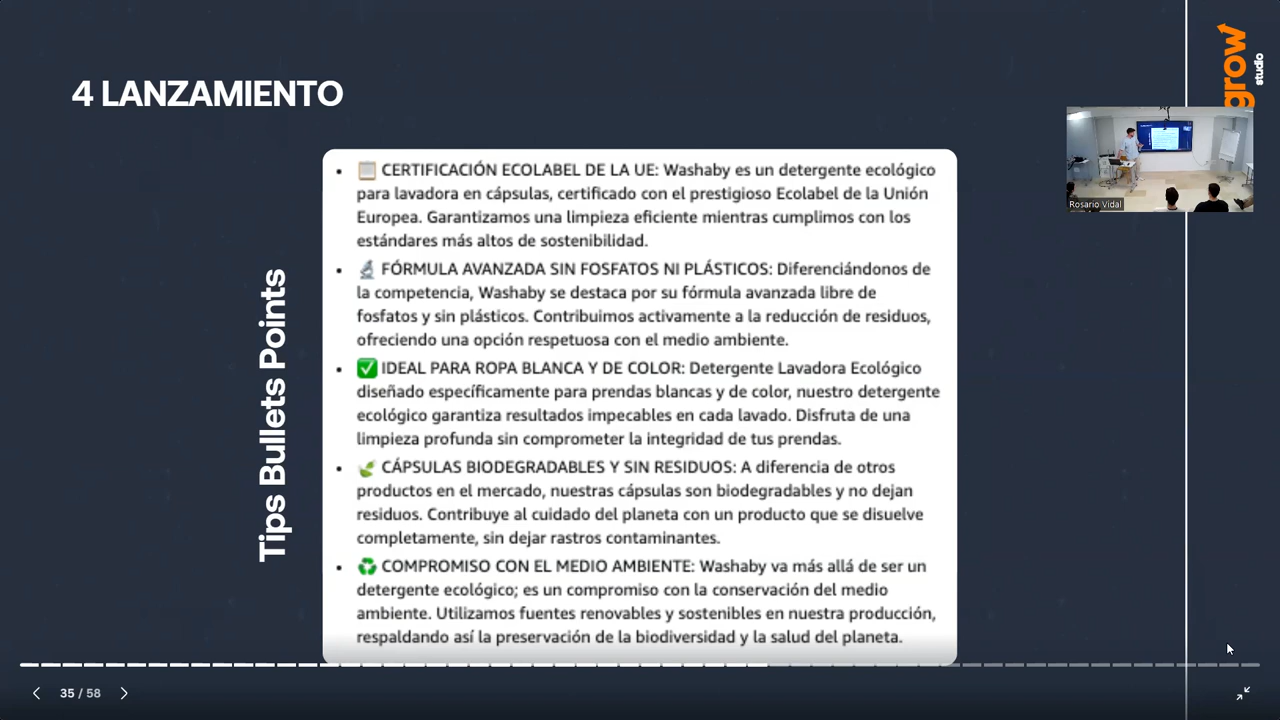 4 LANZAMIENTO
grow
studio
Rosario Vidal
Tips Bullets Points
• 📋 CERTIFICACIÓN ECOLABEL DE LA UE: Washaby es un detergente ecológico
para lavadora en cápsulas, certificado con el prestigioso Ecolabel de la Unión
Europea. Garantizamos una limpieza eficiente mientras cumplimos con los
estándares más altos de sostenibilidad.
• 🔬 FÓRMULA AVANZADA SIN FOSFATOS NI PLÁSTICOS: Diferenciándonos de
la competencia, Washaby se destaca por su fórmula avanzada libre de
fosfatos y sin plásticos. Contribuimos activamente a la reducción de residuos,
ofreciendo una opción respetuosa con el medio ambiente.
• ✅ IDEAL PARA ROPA BLANCA Y DE COLOR: Detergente Lavadora Ecológico
diseñado específicamente para prendas blancas y de color, nuestro detergente
ecológico garantiza resultados impecables en cada lavado. Disfruta de una
limpieza profunda sin comprometer la integridad de tus prendas.
• 🌿 CÁPSULAS BIODEGRADABLES Y SIN RESIDUOS: A diferencia de otros
productos en el mercado, nuestras cápsulas son biodegradables y no dejan
residuos. Contribuye al cuidado del planeta con un producto que se disuelve
completamente, sin dejar rastros contaminantes.
• ♻️ COMPROMISO CON EL MEDIO AMBIENTE: Washaby va más allá de ser un
detergente ecológico; es un compromiso con la conservación del medio
ambiente. Utilizamos fuentes renovables y sostenibles en nuestra producción,
respaldando así la preservación de la biodiversidad y la salud del planeta.
35 / 58